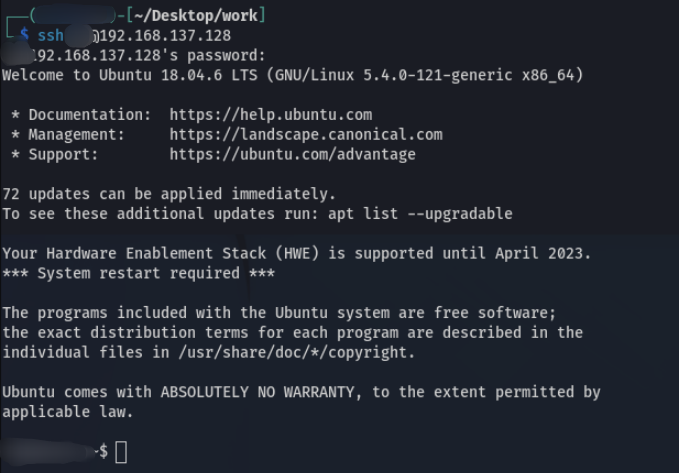 (-[~/Desktop/work]
$ ssh @192.168.137.128
192.168.137.128's password:
Welcome to Ubuntu 18.04.6 LTS (GNU/Linux 5.4.0-121-generic x86_64)
* Documentation:  https://help.ubuntu.com
* Management:     https://landscape.canonical.com
* Support:        https://ubuntu.com/advantage
72 updates can be applied immediately.
To see these additional updates run: apt list --upgradable
Your Hardware Enablement Stack (HWE) is supported until April 2023.
*** System restart required ***
The programs included with the Ubuntu system are free software;
the exact distribution terms for each program are described in the
individual files in /usr/share/doc/*/copyright.
Ubuntu comes with ABSOLUTELY NO WARRANTY, to the extent permitted by
applicable law.
~$